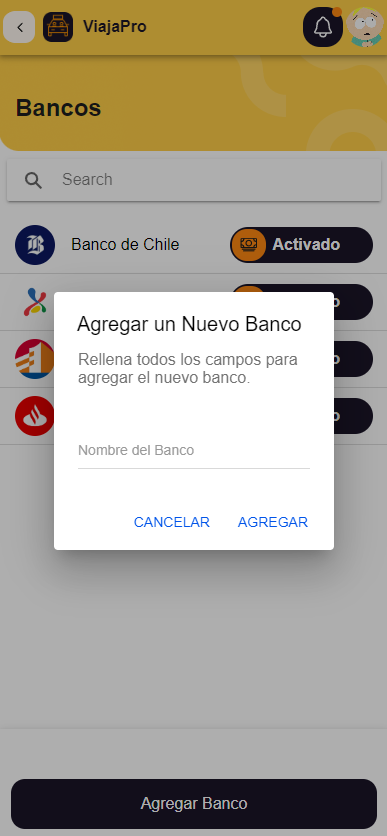 ViajaPro
Bancos
Search
Banco de Chile
Activado
Agregar un Nuevo Banco
Rellena todos los campos para
agregar el nuevo banco.
Nombre del Banco
CANCELAR
AGREGAR
Agregar Banco